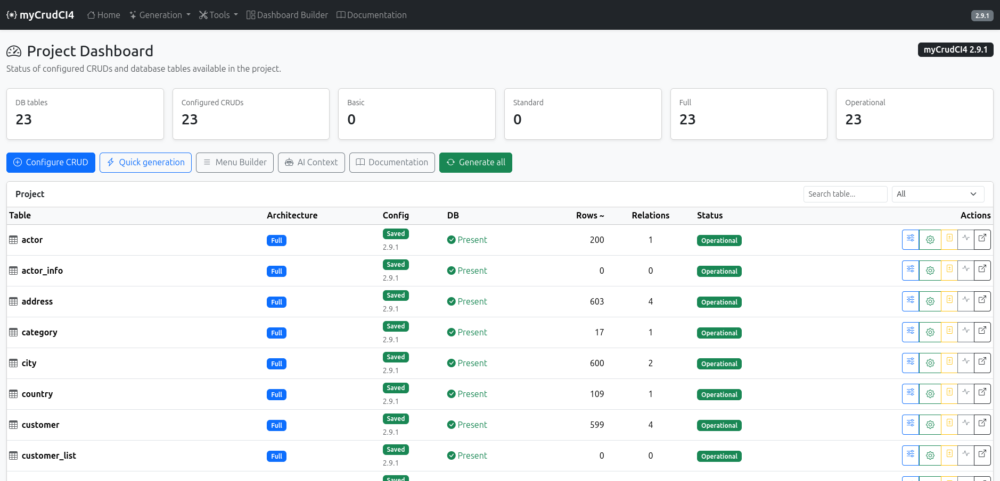 {*} myCrudCI4 Home Generation Tools Dashboard Builder Documentation 2.9.1
Project Dashboard myCrudCI4 2.9.1
Status of configured CRUDs and database tables available in the project.
DB tables Configured CRUDs Basic Standard Full Operational
23 23 0 0 23 23
Configure CRUD Quick generation Menu Builder AI Context Documentation Generate all
Project Search table... All
Table Architecture Config DB Rows ~ Relations Status Actions
actor Full Saved 2.9.1 Present 200 1 Operational
actor_info Full Saved 2.9.1 Present 0 0 Operational
address Full Saved 2.9.1 Present 603 4 Operational
category Full Saved 2.9.1 Present 17 1 Operational
city Full Saved 2.9.1 Present 600 2 Operational
country Full Saved 2.9.1 Present 109 1 Operational
customer Full Saved 2.9.1 Present 599 4 Operational
customer_list Full Saved 2.9.1 Present 0 0 Operational
Saved